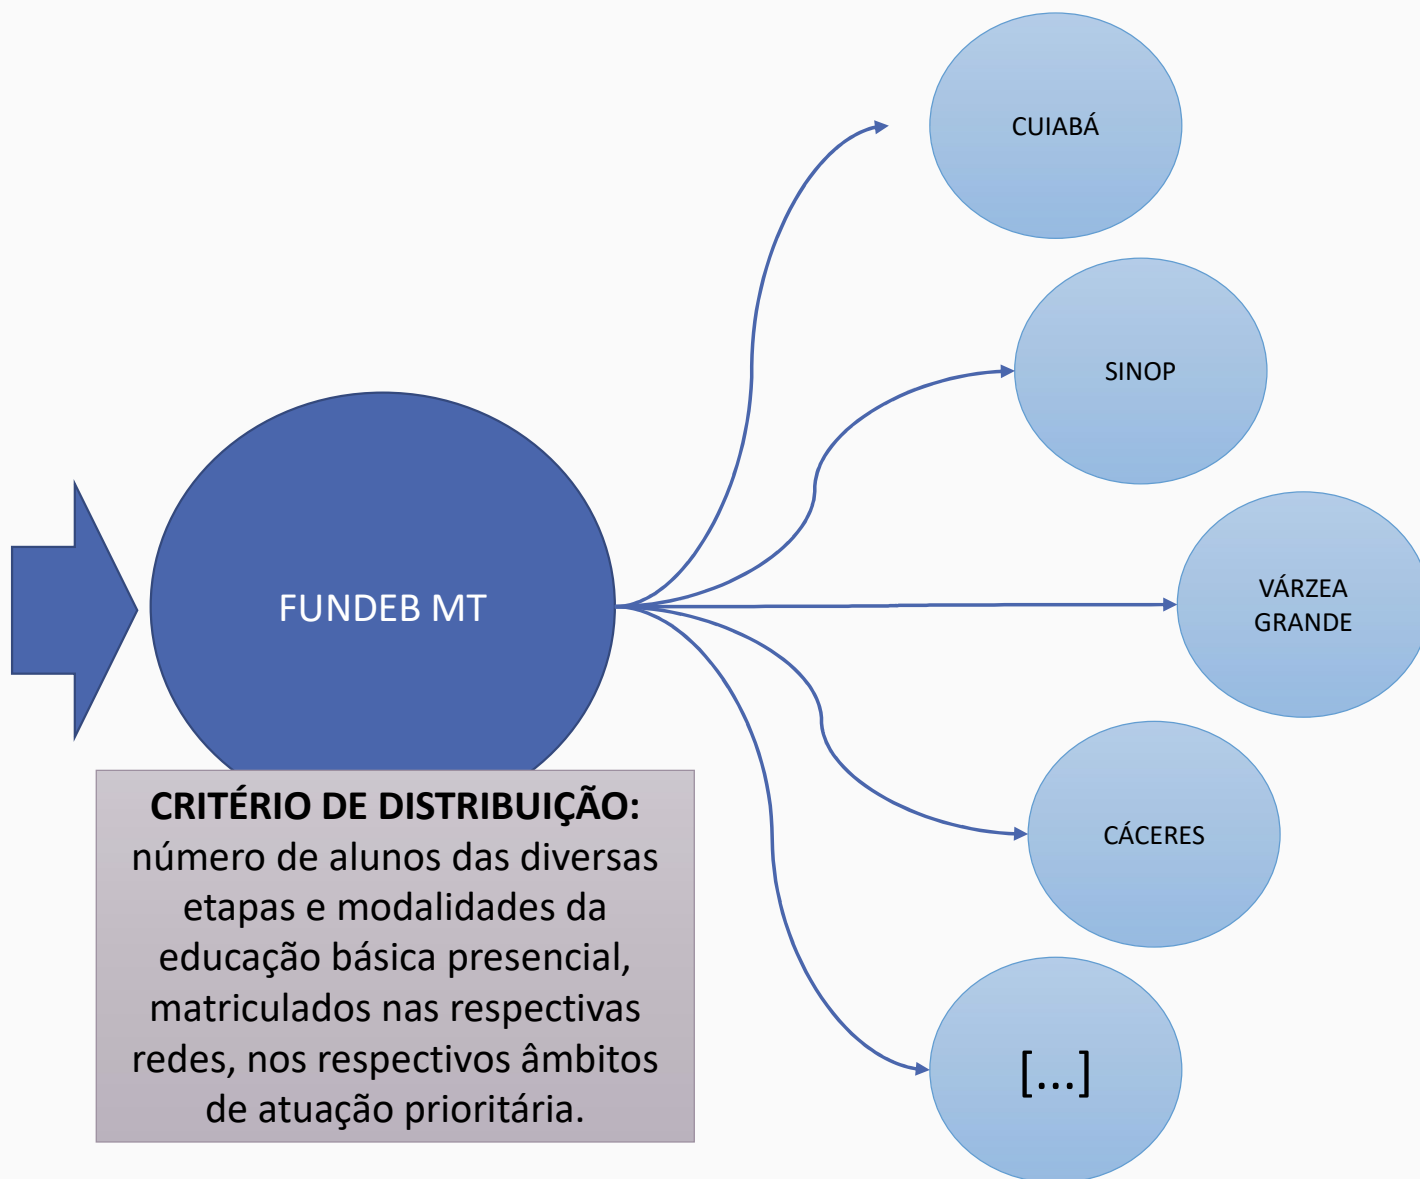 CUIABÁ
SINOP
VÁRZEA
GRANDE
CÁCERES
[...]
FUNDEB MT
CRITÉRIO DE DISTRIBUIÇÃO:
número de alunos das diversas
etapas e modalidades da
educação básica presencial,
matriculados nas respectivas
redes, nos respectivos âmbitos
de atuação prioritária.